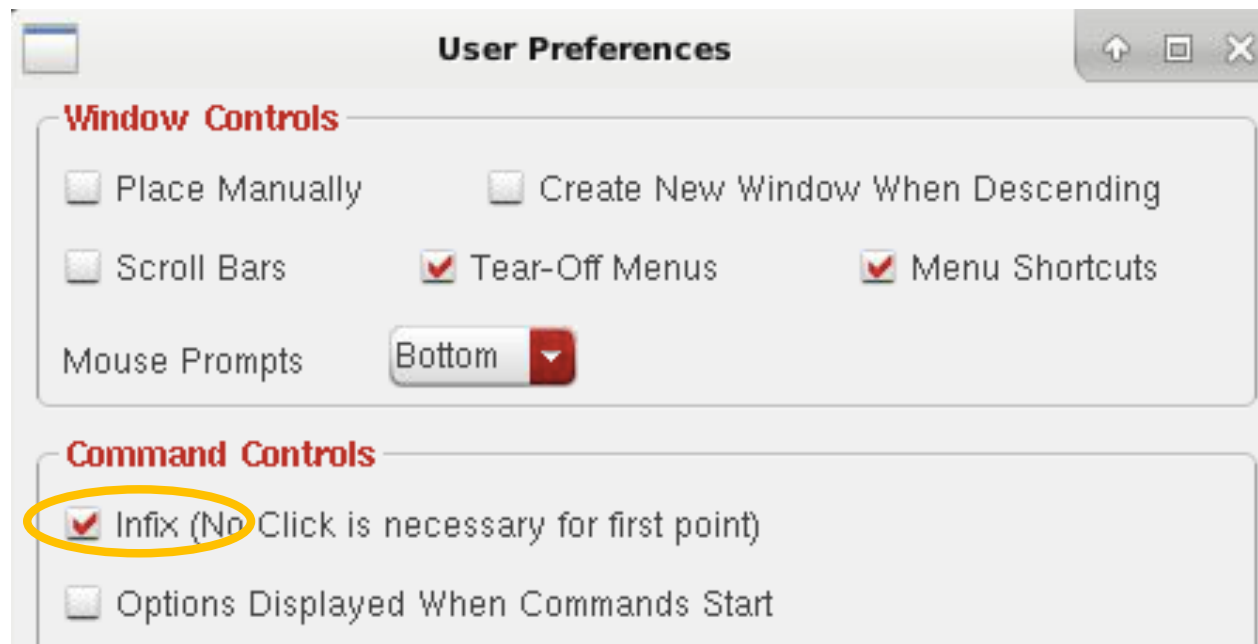 User Preferences
Window Controls
Place Manually Create New Window When Descending
Scroll Bars Tear-Off Menus Menu Shortcuts
Mouse Prompts Bottom
Command Controls
Infix (No Click is necessary for first point)
Options Displayed When Commands Start